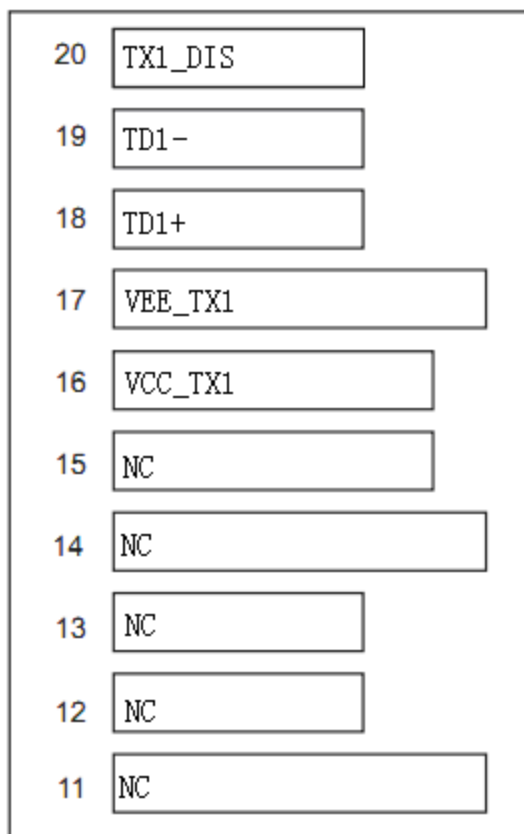 20 TX1_DIS
19 TD1-
18 TD1+
17 VEE_TX1
16 VCC_TX1
15 NC
14 NC
13 NC
12 NC
11 NC